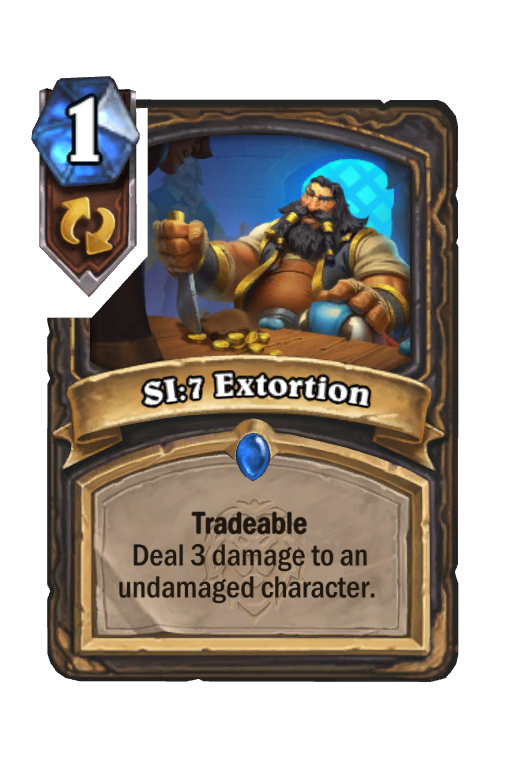 1
SI:7 Extortion
Tradeable
Deal 3 damage to an
undamaged character.